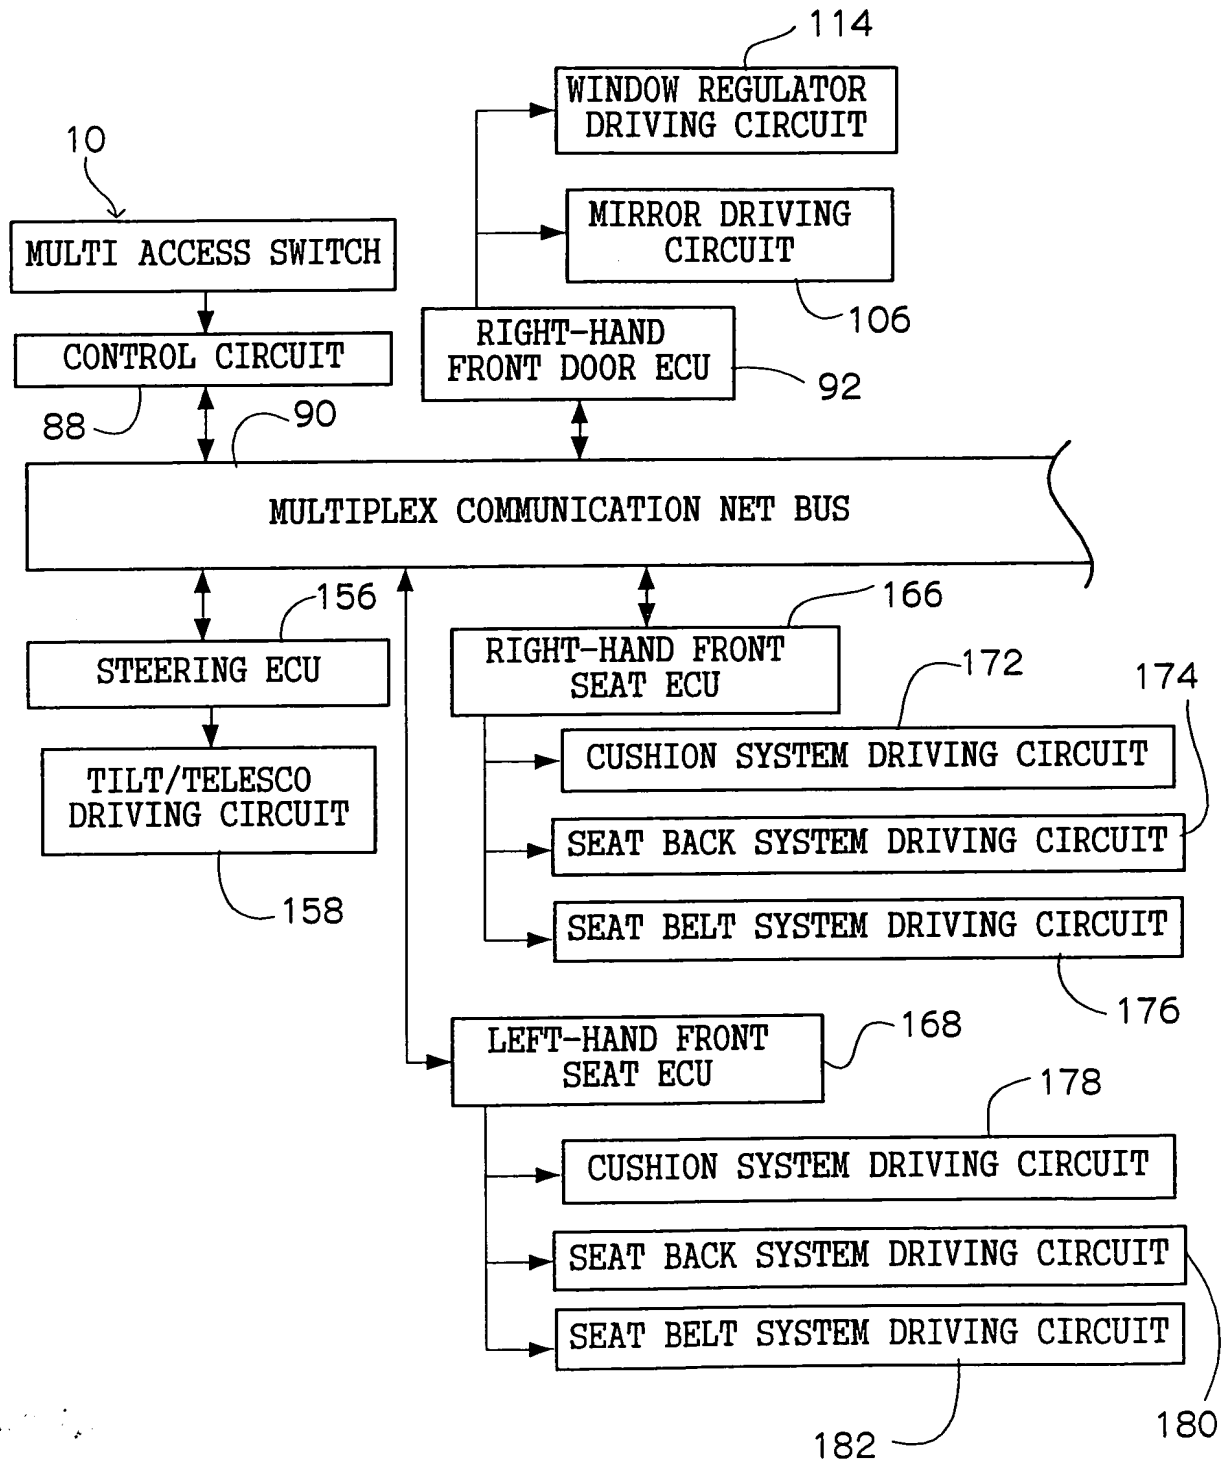 114
WINDOW REGULATOR
DRIVING CIRCUIT
10
MULTI ACCESS SWITCH
MIRROR DRIVING
CIRCUIT
106
CONTROL CIRCUIT
88
RIGHT-HAND
FRONT DOOR ECU
92
90
MULTIPLEX COMMUNICATION NET BUS
156
STEERING ECU
TILT/TELESCO
DRIVING CIRCUIT
158
166
RIGHT-HAND FRONT
SEAT ECU
172
174
CUSHION SYSTEM DRIVING CIRCUIT
SEAT BACK SYSTEM DRIVING CIRCUIT
SEAT BELT SYSTEM DRIVING CIRCUIT
176
LEFT-HAND FRONT
SEAT ECU
168
178
CUSHION SYSTEM DRIVING CIRCUIT
SEAT BACK SYSTEM DRIVING CIRCUIT
SEAT BELT SYSTEM DRIVING CIRCUIT
180
182